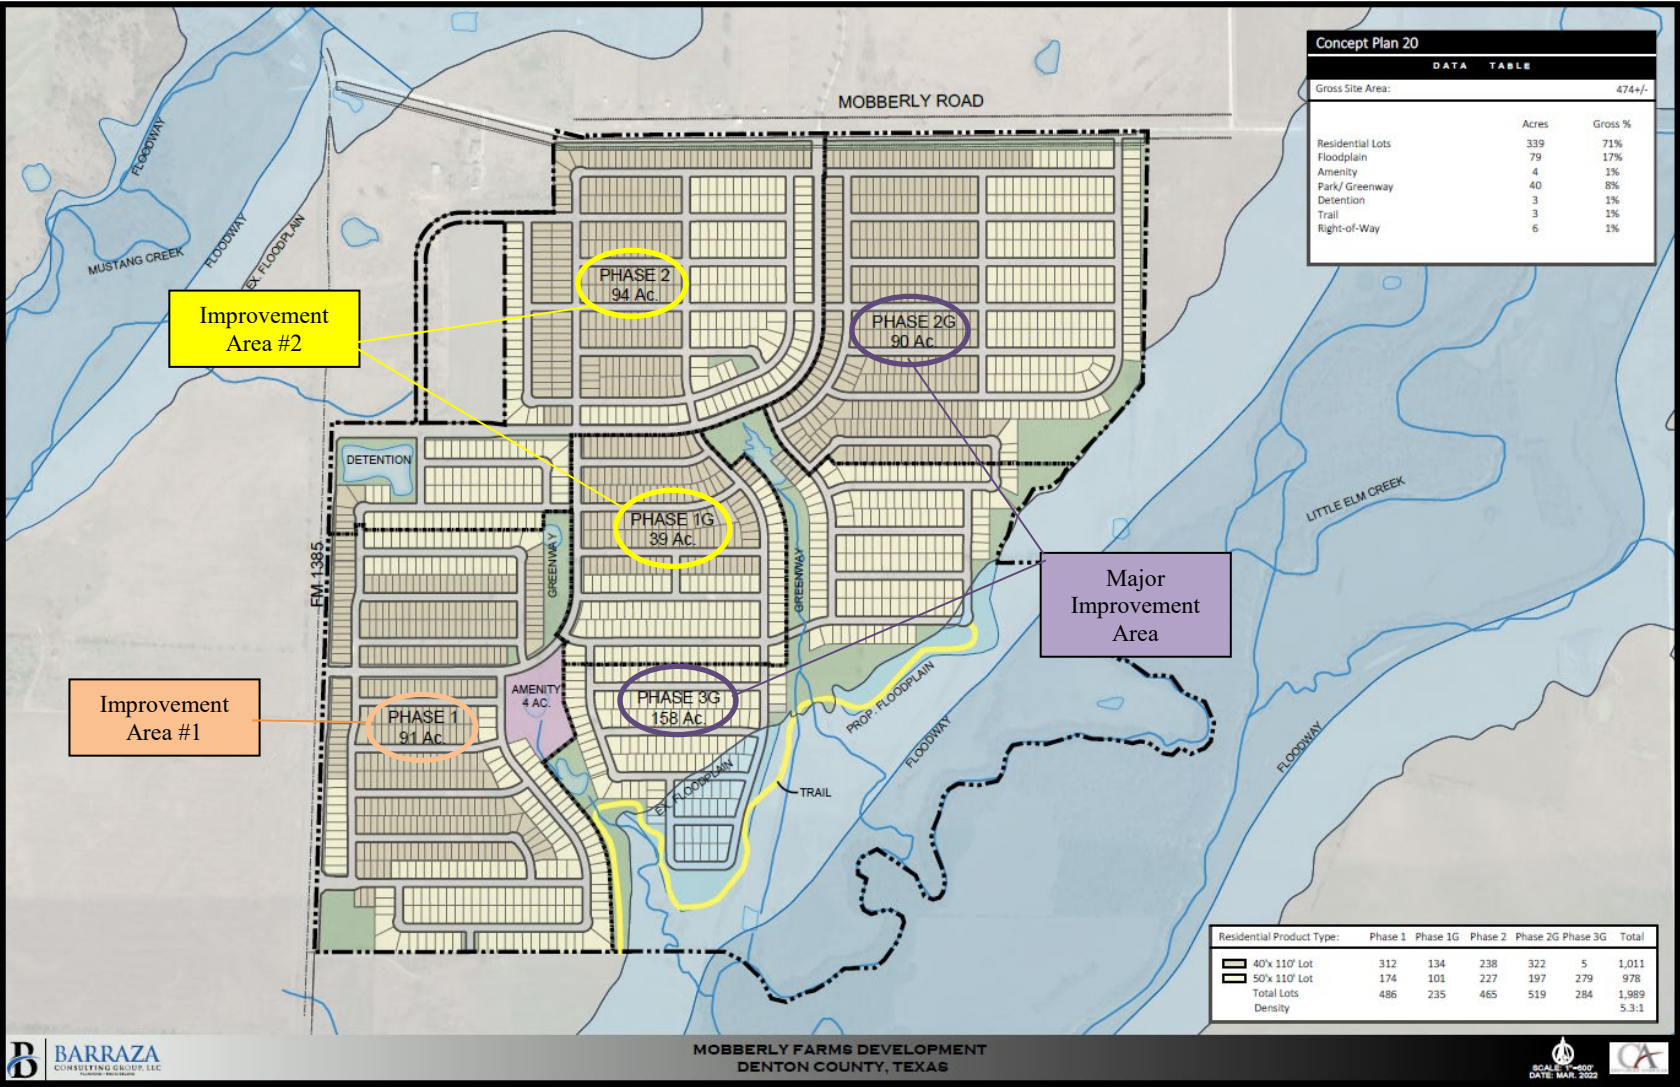 MOBBERLY ROAD
Concept Plan 20
DATA TABLE
Gross Site Area: 474+/-
Acres Gross %
Residential Lots 339 71%
Floodplain 79 17%
Amenity 4 1%
Park/ Greenway 40 8%
Detention 3 1%
Trail 3 1%
Right-of-Way 6 1%
FLOODWAY
MUSTANG CREEK
FLOODWAY
EX. FLOODPLAIN
Improvement
Area #2
PHASE 2
94 Ac.
PHASE 2G
90 Ac.
DETENTION
PHASE 1G
39 Ac.
LITTLE ELM CREEK
FM 1385
GREENWAY
GREENWAY
Major
Improvement
Area
AMENITY
4 AC.
PHASE 3G
158 Ac.
Improvement
Area #1
PHASE 1
91 Ac.
PROP. FLOODPLAIN
FLOODWAY
FLOODWAY
EX. FLOODPLAIN
TRAIL
Residential Product Type: Phase 1 Phase 1G Phase 2 Phase 2G Phase 3G Total
40'x 110' Lot 312 134 238 322 5 1,011
50'x 110' Lot 174 101 227 197 279 978
Total Lots 486 235 465 519 284 1,989
Density 5.3:1
B
BARRAZA
CONSULTING GROUP, LLC
MOBBERLY FARMS DEVELOPMENT
DENTON COUNTY, TEXAS
SCALE: 1"=600'
DATE: MAR. 2022
CA